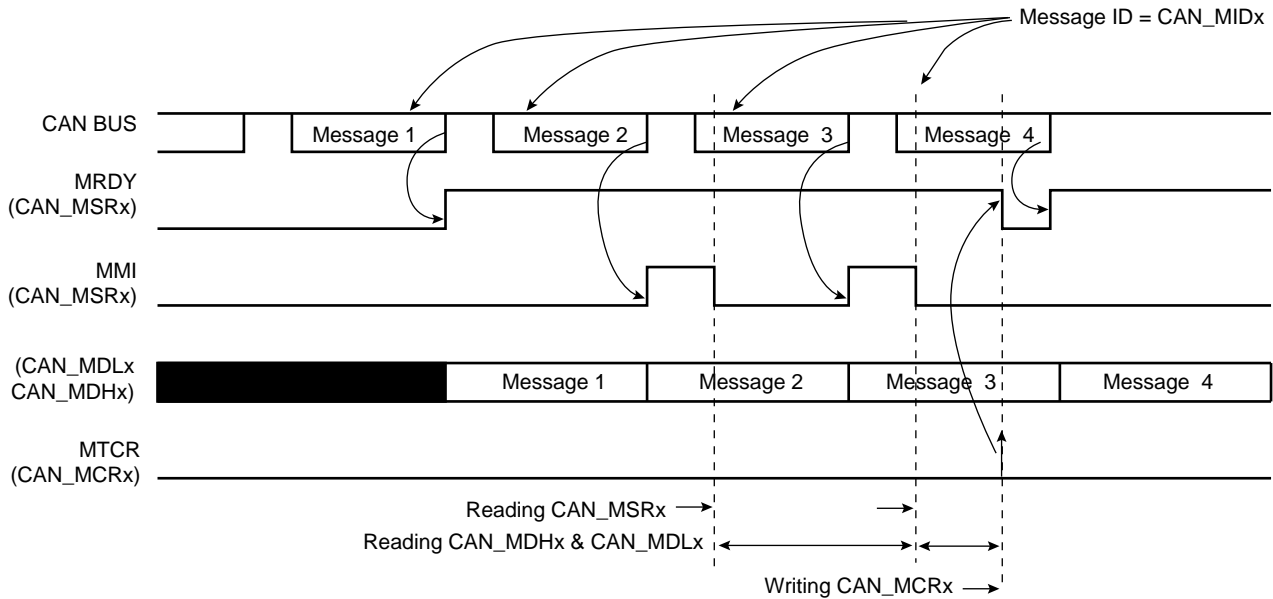 Message ID = CAN_MIDx
CAN BUS
Message 1
Message 2
Message 3
Message 4
MRDY
(CAN_MSRx)
MMI
(CAN_MSRx)
(CAN_MDLx
CAN_MDHx)
Message 1
Message 2
Message 3
Message 4
MTCR
(CAN_MCRx)
Reading CAN_MSRx
Reading CAN_MDHx & CAN_MDLx
Writing CAN_MCRx